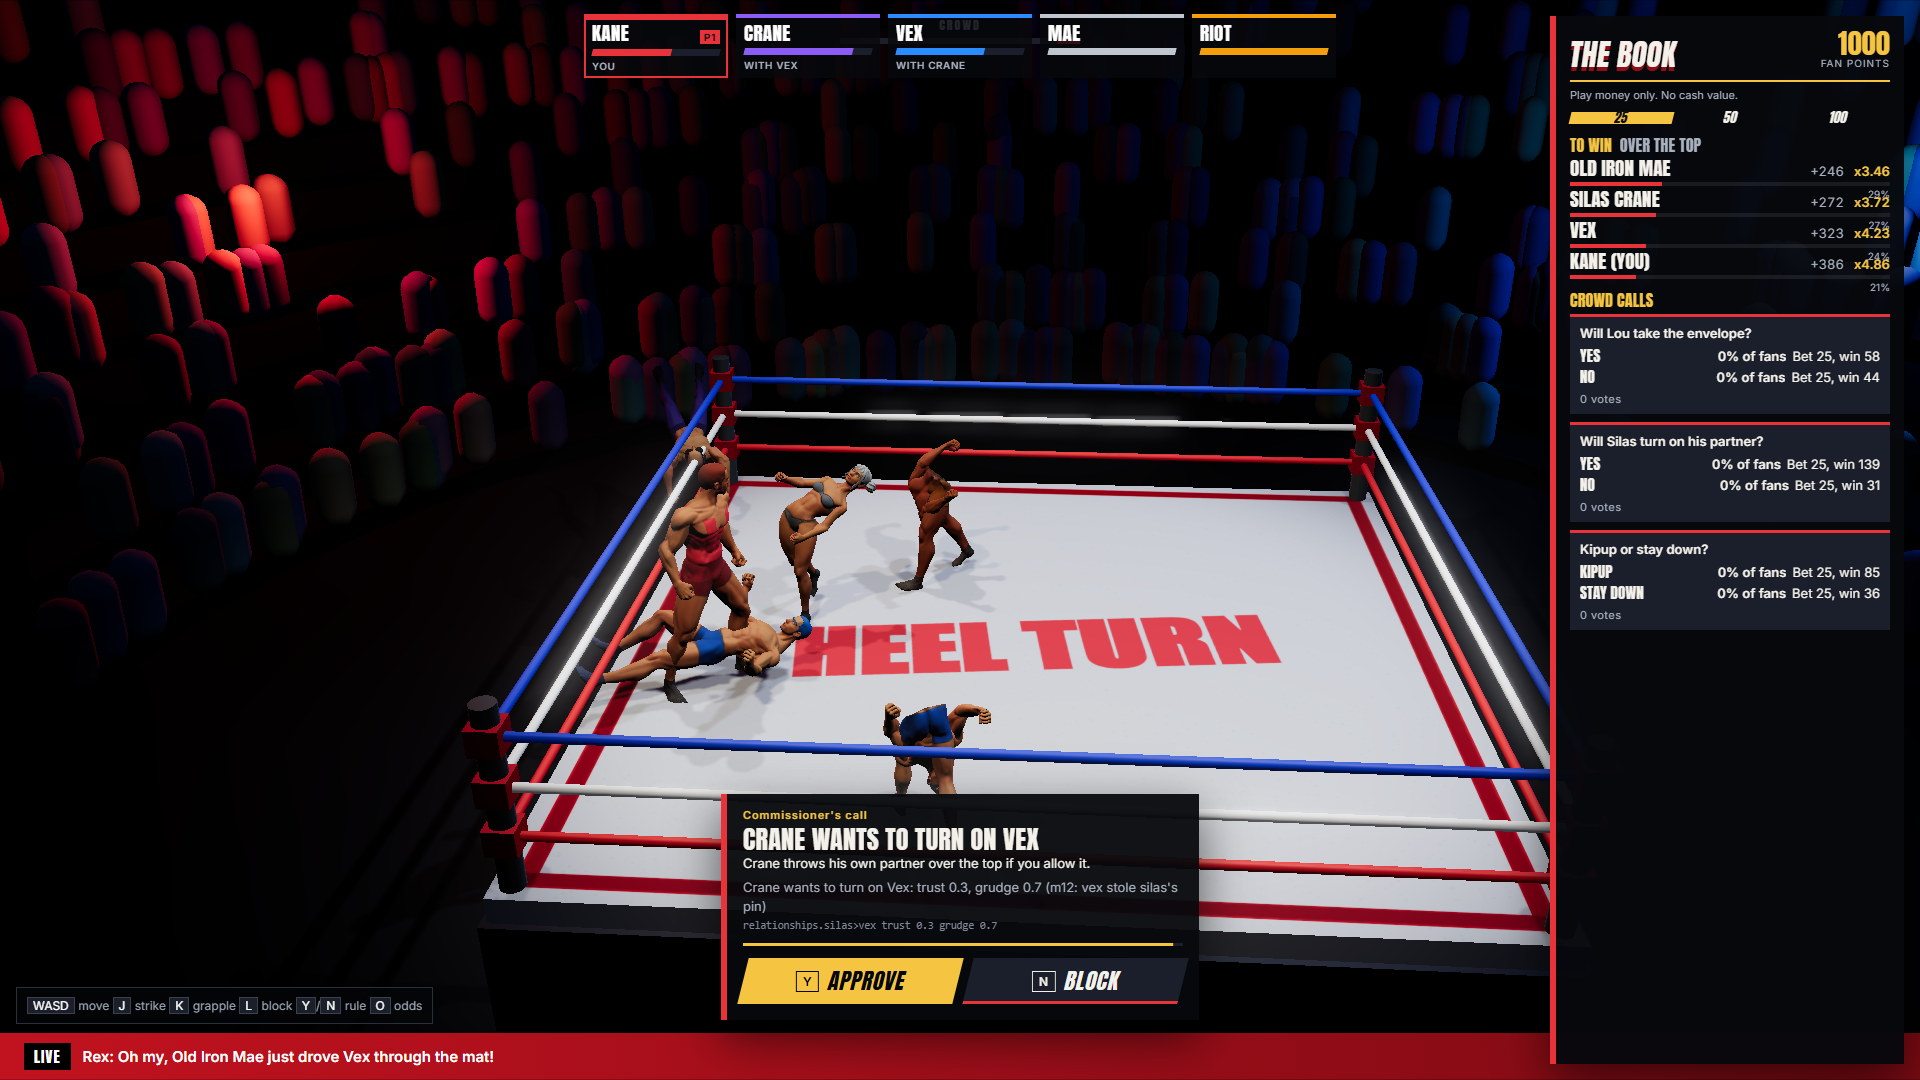 KANE
P1
YOU
CRANE
WITH VEX
CROWD
VEX
WITH CRANE
MAE
RIOT
THE BOOK
1000
FAN POINTS
Play money only. No cash value.
25 50 100
TO WIN OVER THE TOP
OLD IRON MAE +246 x3.46
29%
SILAS CRANE +272 x3.72
27%
VEX +323 x4.23
24%
KANE (YOU) +386 x4.86
21%
CROWD CALLS
Will Lou take the envelope?
YES 0% of fans Bet 25, win 58
NO 0% of fans Bet 25, win 44
0 votes
Will Silas turn on his partner?
YES 0% of fans Bet 25, win 139
NO 0% of fans Bet 25, win 31
0 votes
Kipup or stay down?
KIPUP 0% of fans Bet 25, win 85
STAY DOWN 0% of fans Bet 25, win 36
0 votes
HEEL TURN
Commissioner's call
CRANE WANTS TO TURN ON VEX
Crane throws his own partner over the top if you allow it.
Crane wants to turn on Vex: trust 0.3, grudge 0.7 (m12: vex stole silas's
pin)
relationships.silas>vex trust 0.3 grudge 0.7
Y APPROVE
N BLOCK
WASD move J strike K grapple L block Y/N rule O odds
LIVE Rex: Oh my, Old Iron Mae just drove Vex through the mat!